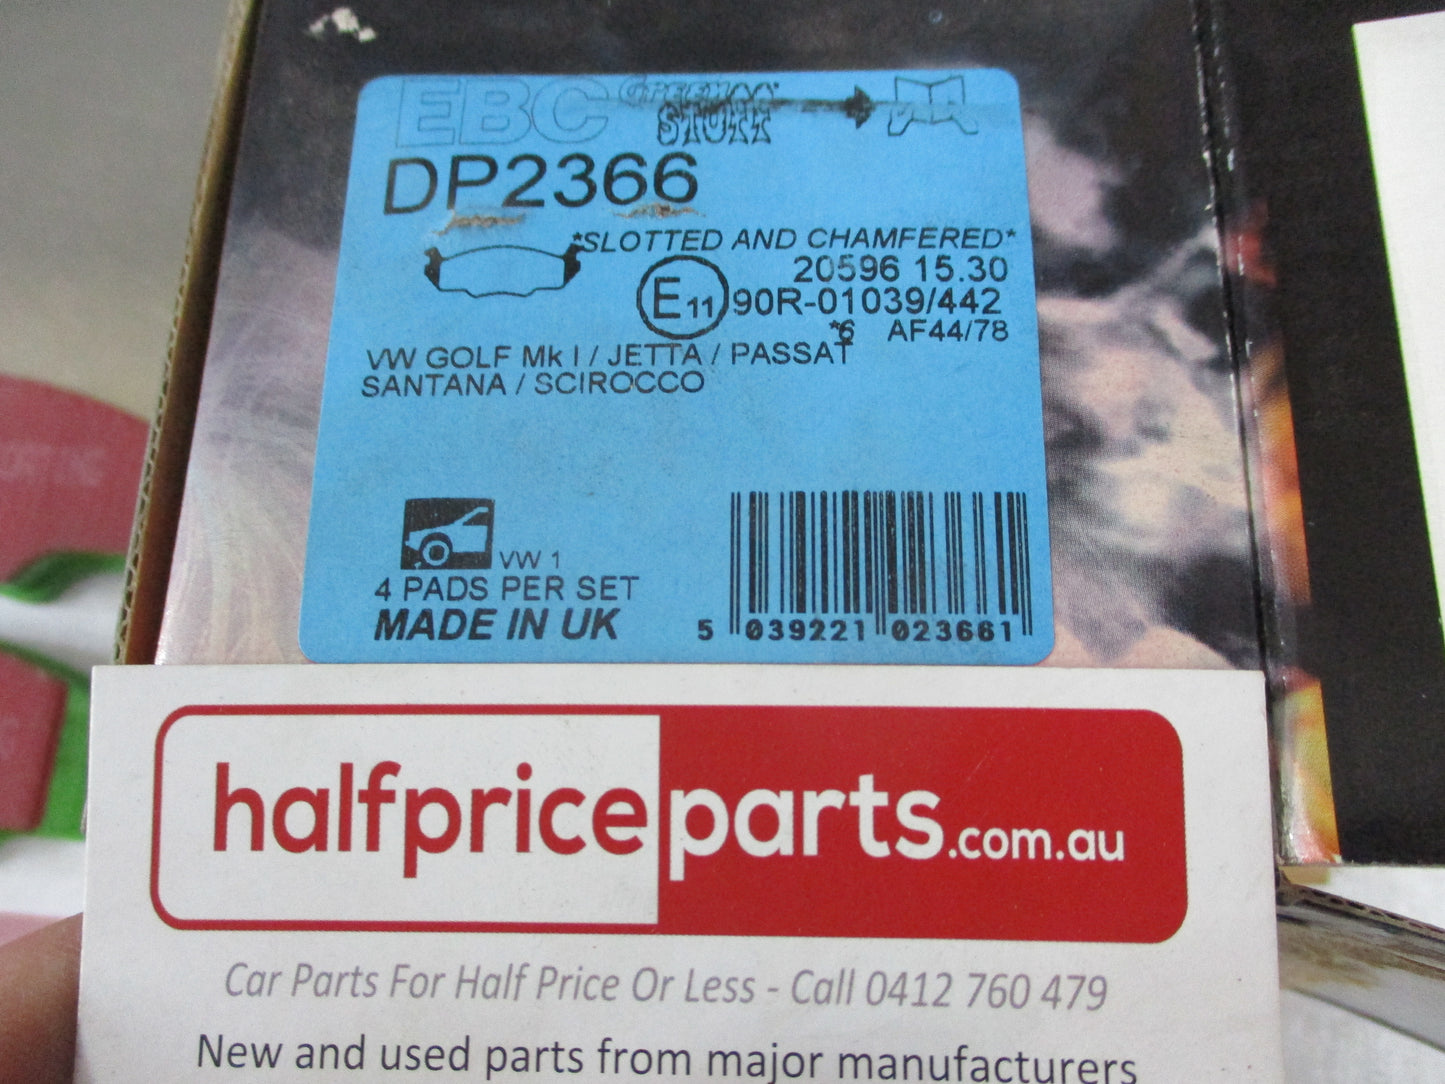 EBC GREEN STUFF
DP2366
*SLOTTED AND CHAMFERED*
20596 15.30
E11 90R-01039/442
*6 AF44/78
VW GOLF Mk I / JETTA / PASSAT
SANTANA / SCIROCCO
VW 1
4 PADS PER SET
MADE IN UK
5 039221 023661
halfpriceparts.com.au
Car Parts For Half Price Or Less - Call 0412 760 479
New and used parts from major manufacturers